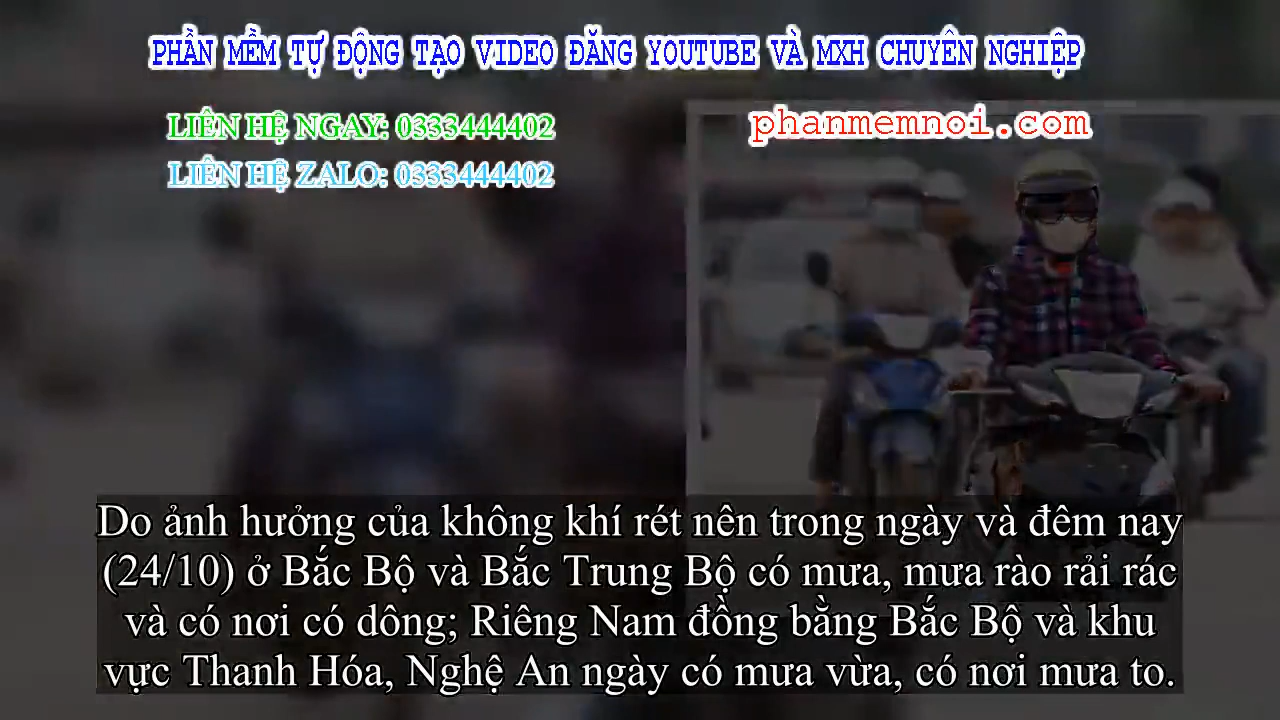 PHẦN MỀM TỰ ĐỘNG TẠO VIDEO ĐĂNG YOUTUBE VÀ MXH CHUYÊN NGHIỆP
LIÊN HỆ NGAY: 0333444402
phanmemnoi.com
LIÊN HỆ ZALO: 0333444402
Do ảnh hưởng của không khí rét nên trong ngày và đêm nay
(24/10) ở Bắc Bộ và Bắc Trung Bộ có mưa, mưa rào rải rác
và có nơi có dông; Riêng Nam đồng bằng Bắc Bộ và khu
vực Thanh Hóa, Nghệ An ngày có mưa vừa, có nơi mưa to.